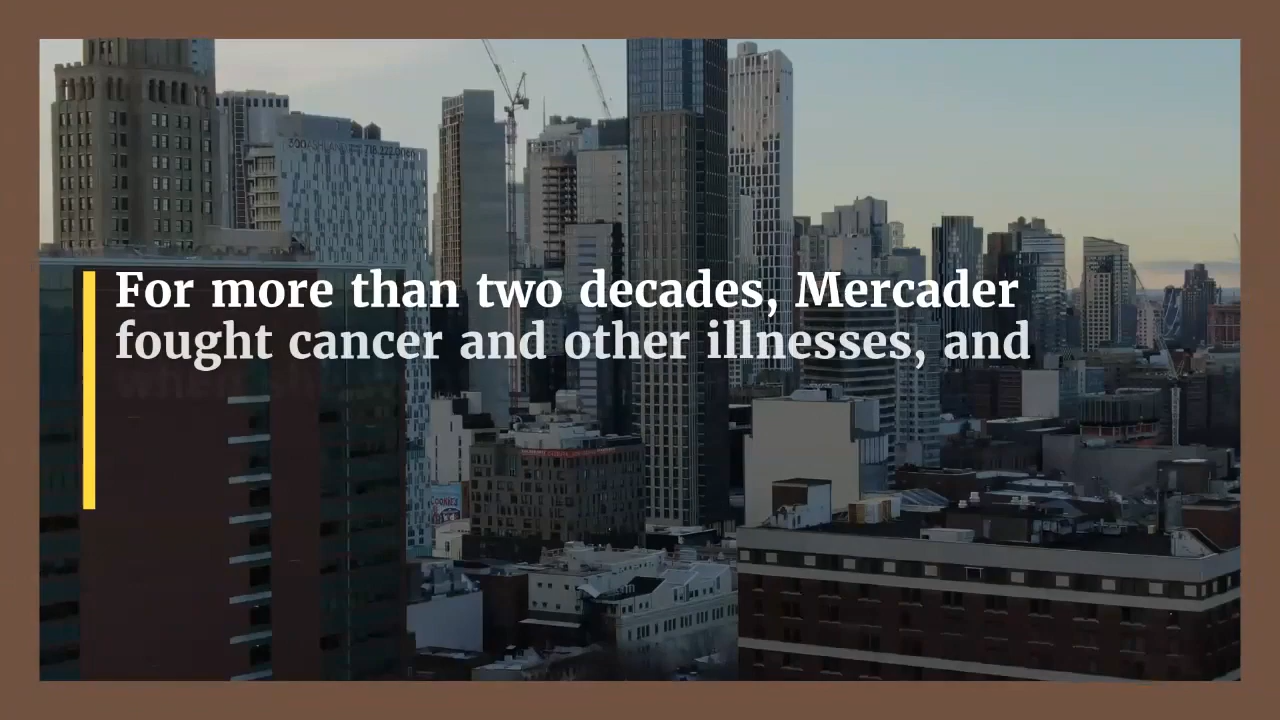 For more than two decades, Mercader
fought cancer and other illnesses, and